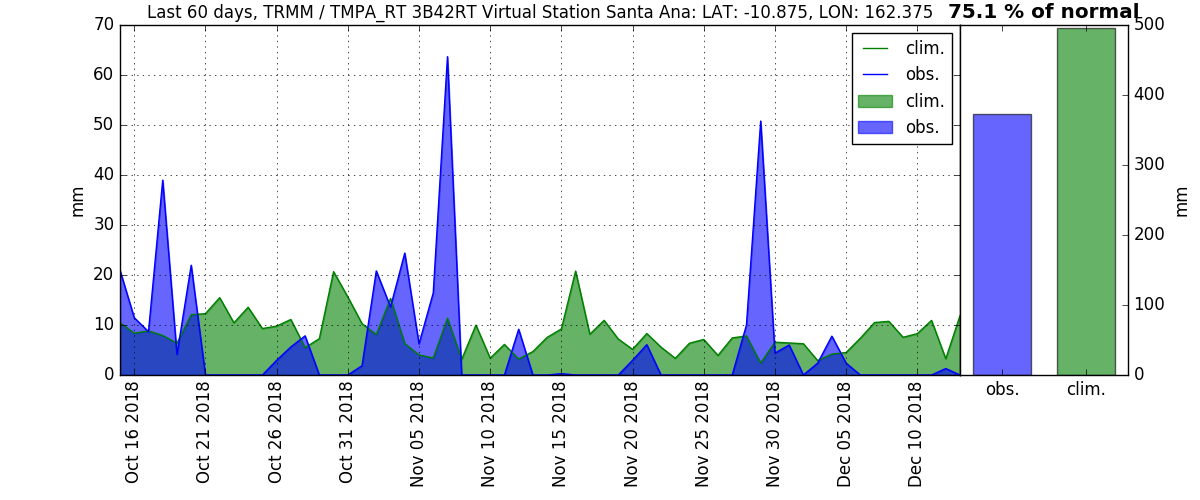 Last 60 days, TRMM / TMPA_RT 3B42RT Virtual Station Santa Ana: LAT: -10.875, LON: 162.375 75.1 % of normal
70
60
50
40
30
20
10
0
mm
clim.
obs.
clim.
obs.
500
400
300
200
100
0
mm
obs. clim.
Oct 16 2018
Oct 21 2018
Oct 26 2018
Oct 31 2018
Nov 05 2018
Nov 10 2018
Nov 15 2018
Nov 20 2018
Nov 25 2018
Nov 30 2018
Dec 05 2018
Dec 10 2018